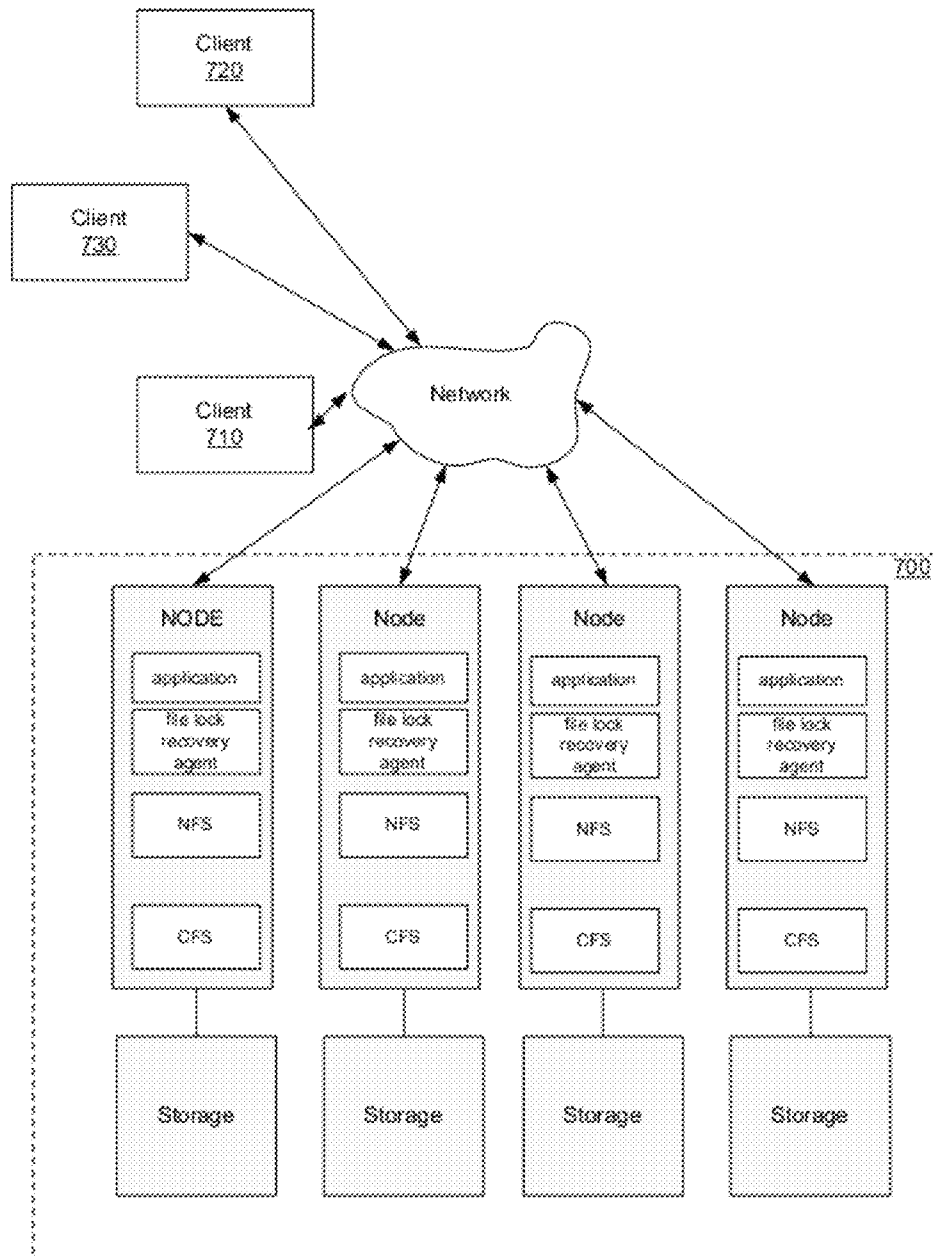 Client
720
Client
730
Client
710
Network
700
NODE
application
file lock
recovery
agent
NFS
CFS
Storage
Node
application
file lock
recovery
agent
NFS
CFS
Storage
Node
application
file lock
recovery
agent
NFS
CFS
Storage
Node
application
file lock
recovery
agent
NFS
CFS
Storage